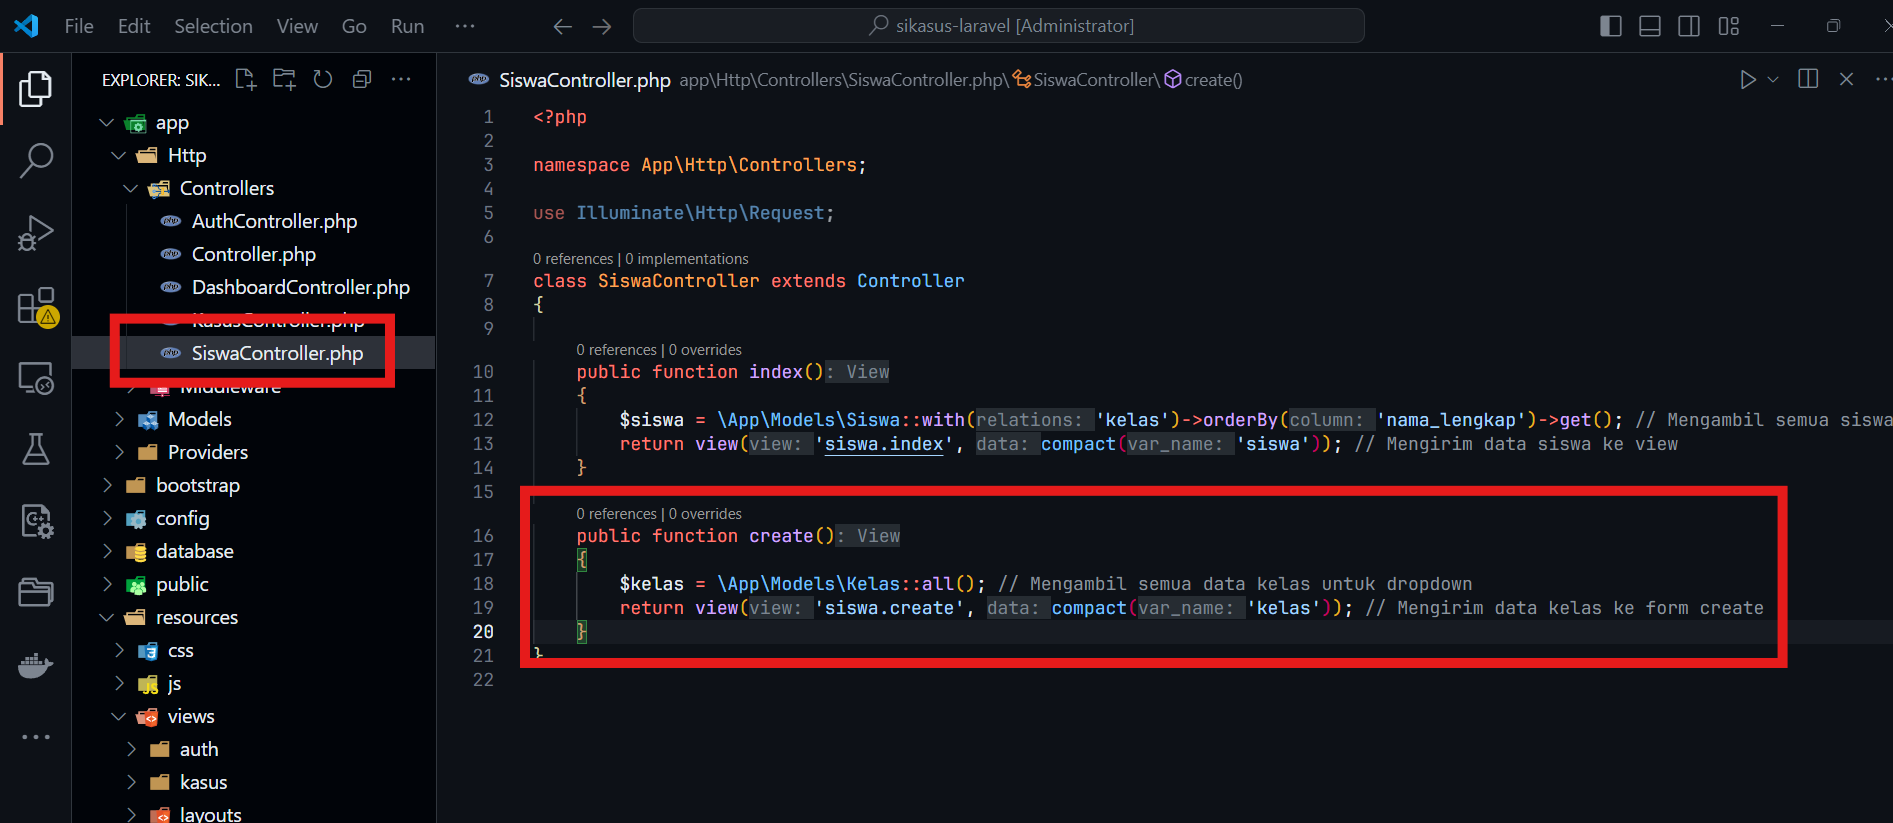 File Edit Selection View Go Run ··· sikasus-laravel [Administrator]
EXPLORER: SIK...
app
Http
Controllers
AuthController.php
Controller.php
DashboardController.php
KasusController.php
SiswaController.php
Middleware
Models
Providers
bootstrap
config
database
public
resources
css
js
views
auth
kasus
layouts
SiswaController.php app\Http\Controllers\SiswaController.php\SiswaController\create()
1 <?php
2
3 namespace App\Http\Controllers;
4
5 use Illuminate\Http\Request;
6
0 references | 0 implementations
7 class SiswaController extends Controller
8 {
9
0 references | 0 overrides
10 public function index(): View
11 {
12 $siswa = \App\Models\Siswa::with(relations: 'kelas')->orderBy(column: 'nama_lengkap')->get(); // Mengambil semua siswa
13 return view(view: 'siswa.index', data: compact(var_name: 'siswa')); // Mengirim data siswa ke view
14 }
15
0 references | 0 overrides
16 public function create(): View
17 {
18 $kelas = \App\Models\Kelas::all(); // Mengambil semua data kelas untuk dropdown
19 return view(view: 'siswa.create', data: compact(var_name: 'kelas')); // Mengirim data kelas ke form create
20 }
21 }
22